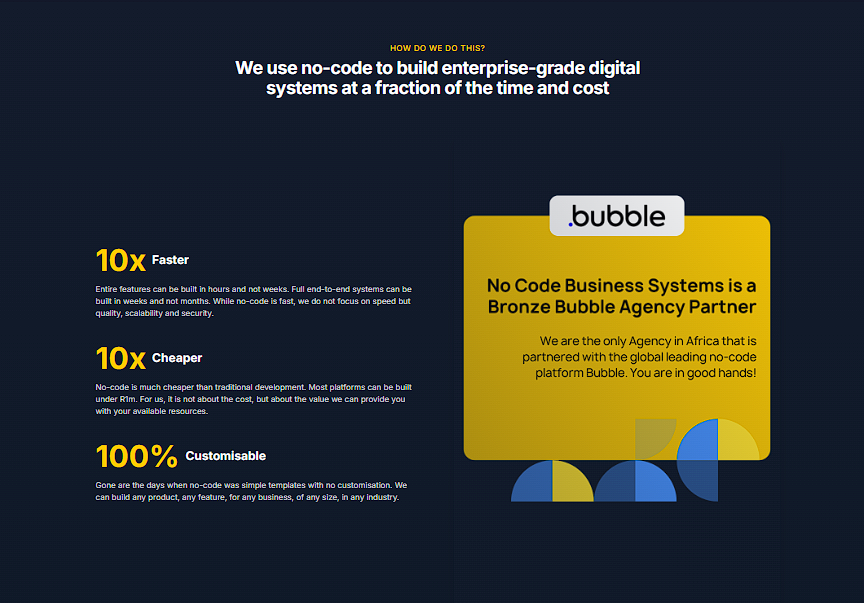 HOW DO WE DO THIS?
We use no-code to build enterprise-grade digital
systems at a fraction of the time and cost
10x Faster
Entire features can be built in hours and not weeks. Full end-to-end systems can be
built in weeks and not months. While no-code is fast, we do not focus on speed but
quality, scalability and security.
10x Cheaper
No-code is much cheaper than traditional development. Most platforms can be built
under R1m. For us, it is not about the cost, but about the value we can provide you
with your available resources.
100% Customisable
Gone are the days when no-code was simple templates with no customisation. We
can build any product, any feature, for any business, of any size, in any industry.
.bubble
No Code Business Systems is a
Bronze Bubble Agency Partner
We are the only Agency in Africa that is
partnered with the global leading no-code
platform Bubble. You are in good hands!